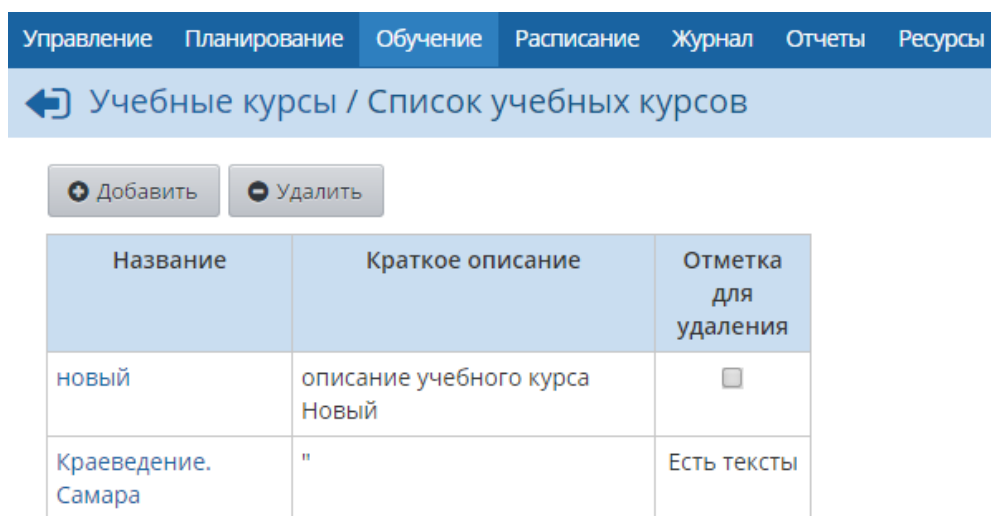 Управление Планирование Обучение Расписание Журнал Отчеты Ресурсы
Учебные курсы / Список учебных курсов
Добавить Удалить
Название Краткое описание Отметка
для
удаления
новый описание учебного курса
Новый
Краеведение. " Есть тексты
Самара